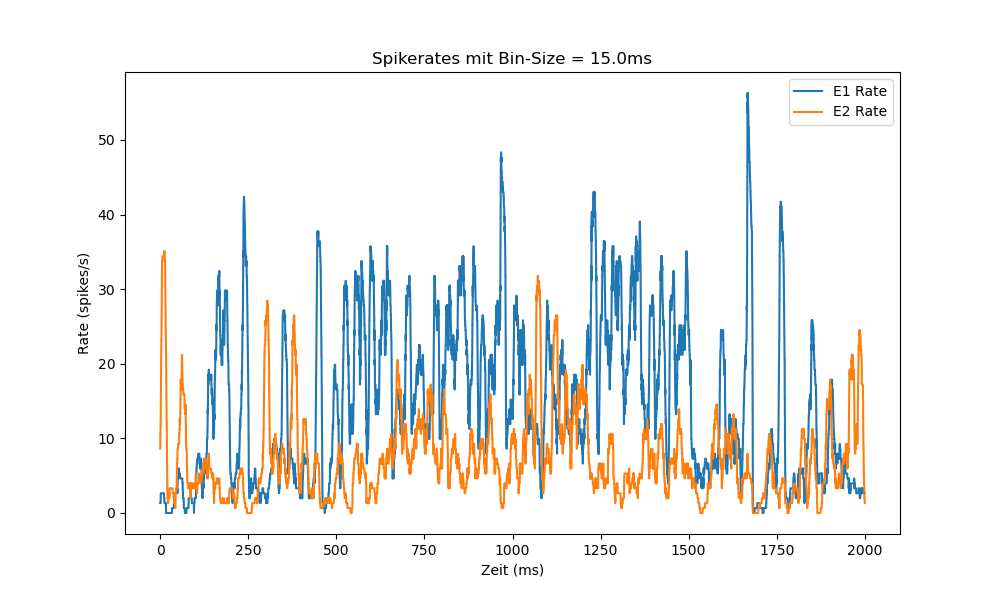 Spikerates mit Bin-Size = 15.0ms
E1 Rate
E2 Rate
Rate (spikes/s)
50
40
30
20
10
0
0 250 500 750 1000 1250 1500 1750 2000
Zeit (ms)